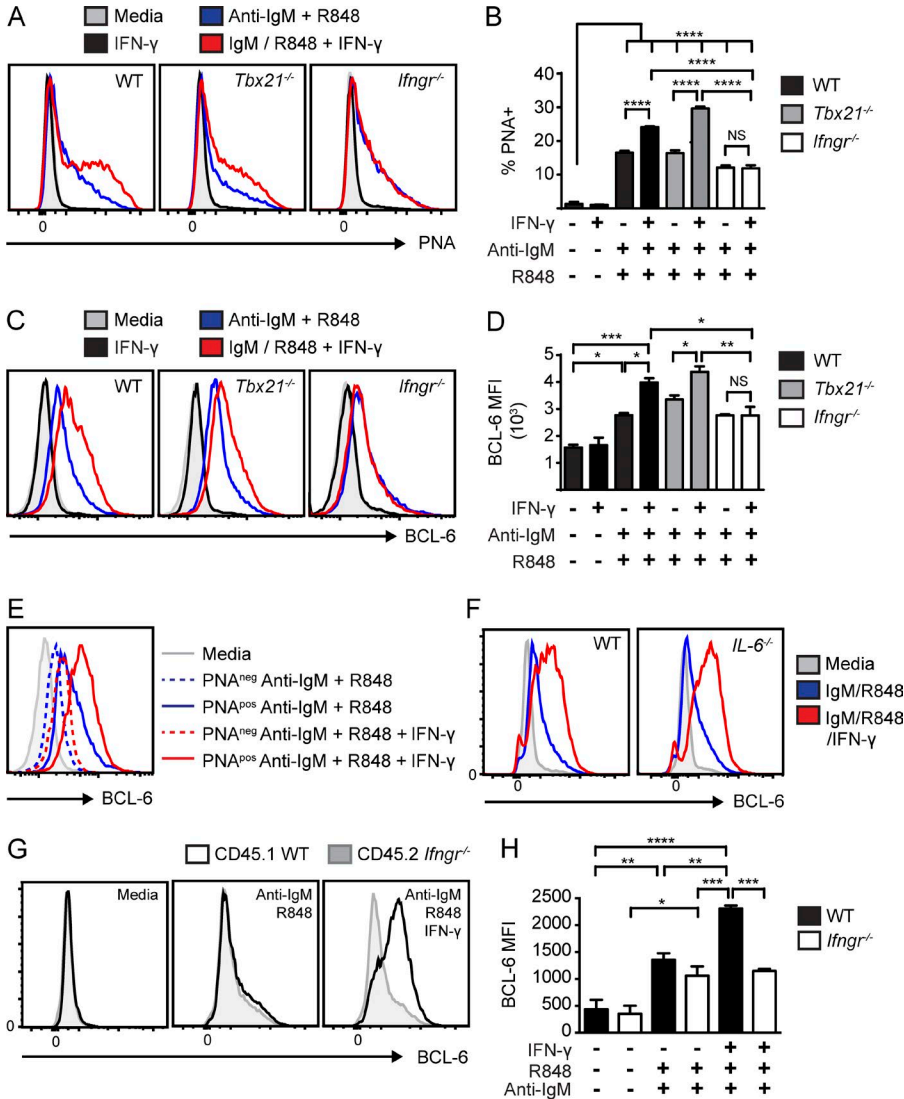 A
Media
Anti-IgM + R848
IFN-γ
IgM / R848 + IFN-γ
WT
Tbx21-/-
Ifngr-/-
0
0
0
PNA
B
% PNA+
40
30
20
10
****
****
****
****
****
NS
WT
Tbx21-/-
Ifngr-/-
IFN-γ - + - + - + - +
Anti-IgM - - + + + + + +
R848 - - + + + + + +
C
Media
Anti-IgM + R848
IFN-γ
IgM / R848 + IFN-γ
WT
Tbx21-/-
Ifngr-/-
0
0
0
BCL-6
D
BCL-6 MFI
(10³)
5
4
3
2
1
***
*
*
*
*
**
NS
WT
Tbx21-/-
Ifngr-/-
IFN-γ - + - + - + - +
Anti-IgM - - + + + + + +
R848 - - + + + + + +
E
0
BCL-6
Media
PNAneg Anti-IgM + R848
PNApos Anti-IgM + R848
PNAneg Anti-IgM + R848 + IFN-γ
PNApos Anti-IgM + R848 + IFN-γ
F
WT
IL-6-/-
0
0
0
BCL-6
Media
IgM/R848
IgM/R848
/IFN-γ
G
CD45.1 WT
CD45.2 Ifngr-/-
Media
Anti-IgM
R848
Anti-IgM
R848
IFN-γ
0
0
0
0
BCL-6
H
BCL-6 MFI
2500
2000
1500
1000
500
0
****
**
**
*
***
***
WT
Ifngr-/-
IFN-γ - - - - + +
R848 - - + + + +
Anti-IgM - - + + + +